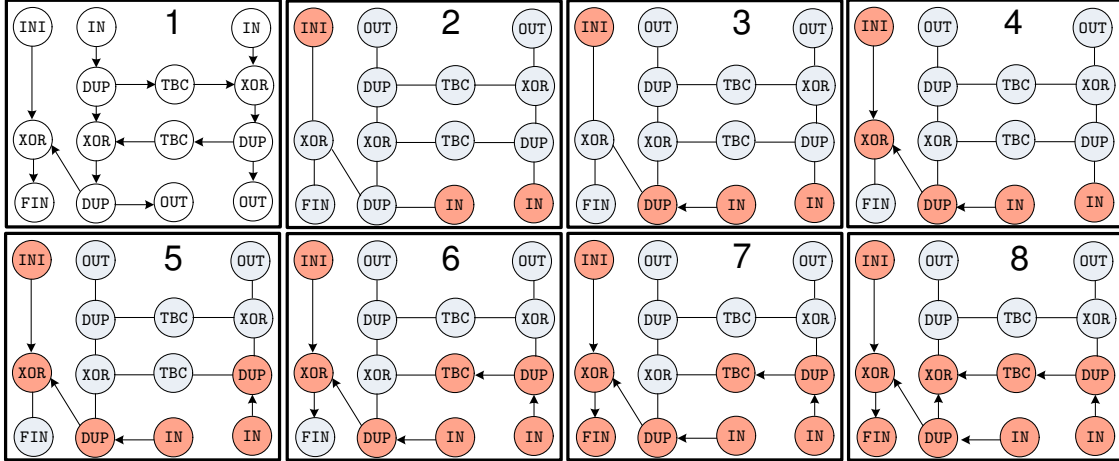 INI IN 1 IN
DUP TBC XOR
XOR XOR TBC DUP
FIN DUP OUT OUT
INI OUT 2 OUT
DUP TBC XOR
XOR XOR TBC DUP
FIN DUP IN IN
INI OUT 3 OUT
DUP TBC XOR
XOR XOR TBC DUP
FIN DUP IN IN
INI OUT 4 OUT
DUP TBC XOR
XOR XOR TBC DUP
FIN DUP IN IN
INI OUT 5 OUT
DUP TBC XOR
XOR XOR TBC DUP
FIN DUP IN IN
INI OUT 6 OUT
DUP TBC XOR
XOR XOR TBC DUP
FIN DUP IN IN
INI OUT 7 OUT
DUP TBC XOR
XOR XOR TBC DUP
FIN DUP IN IN
INI OUT 8 OUT
DUP TBC XOR
XOR XOR TBC DUP
FIN DUP IN IN